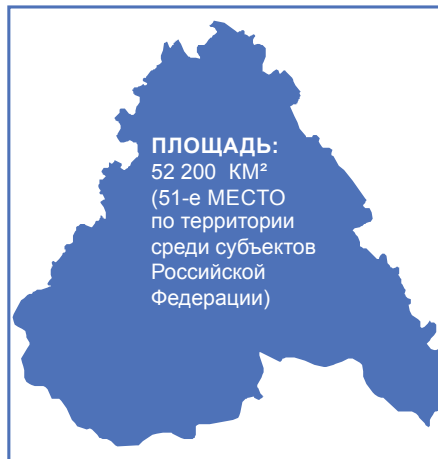 ПЛОЩАДЬ:
52 200 КМ²
(51-е МЕСТО
по территории
среди субъектов
Российской
Федерации)